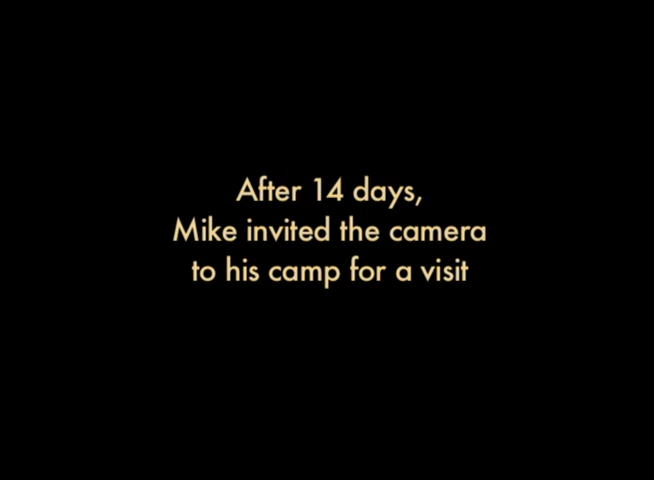 After 14 days,
Mike invited the camera
to his camp for a visit